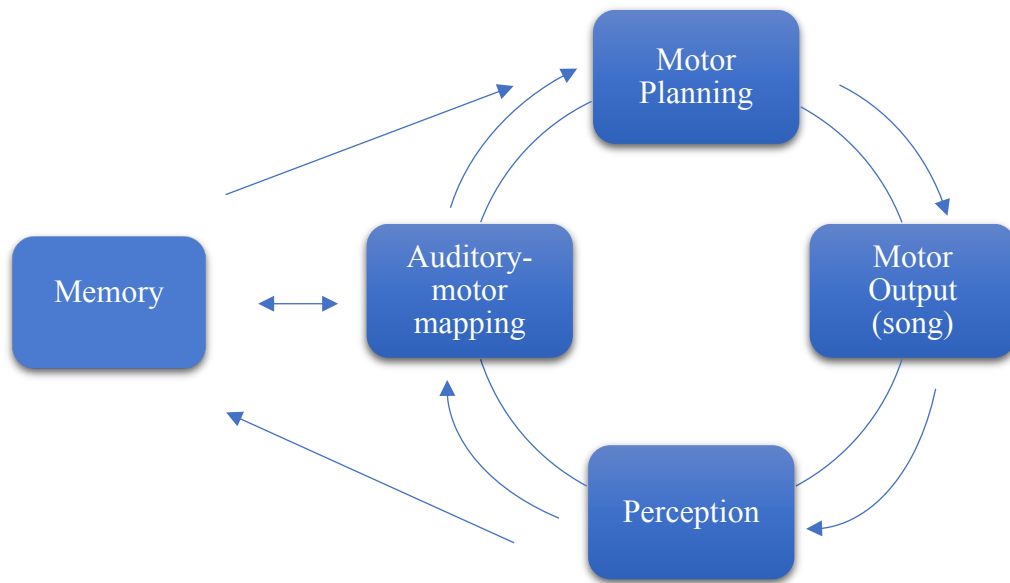 Motor
Planning
Memory
Auditory-
motor
mapping
Motor
Output
(song)
Perception